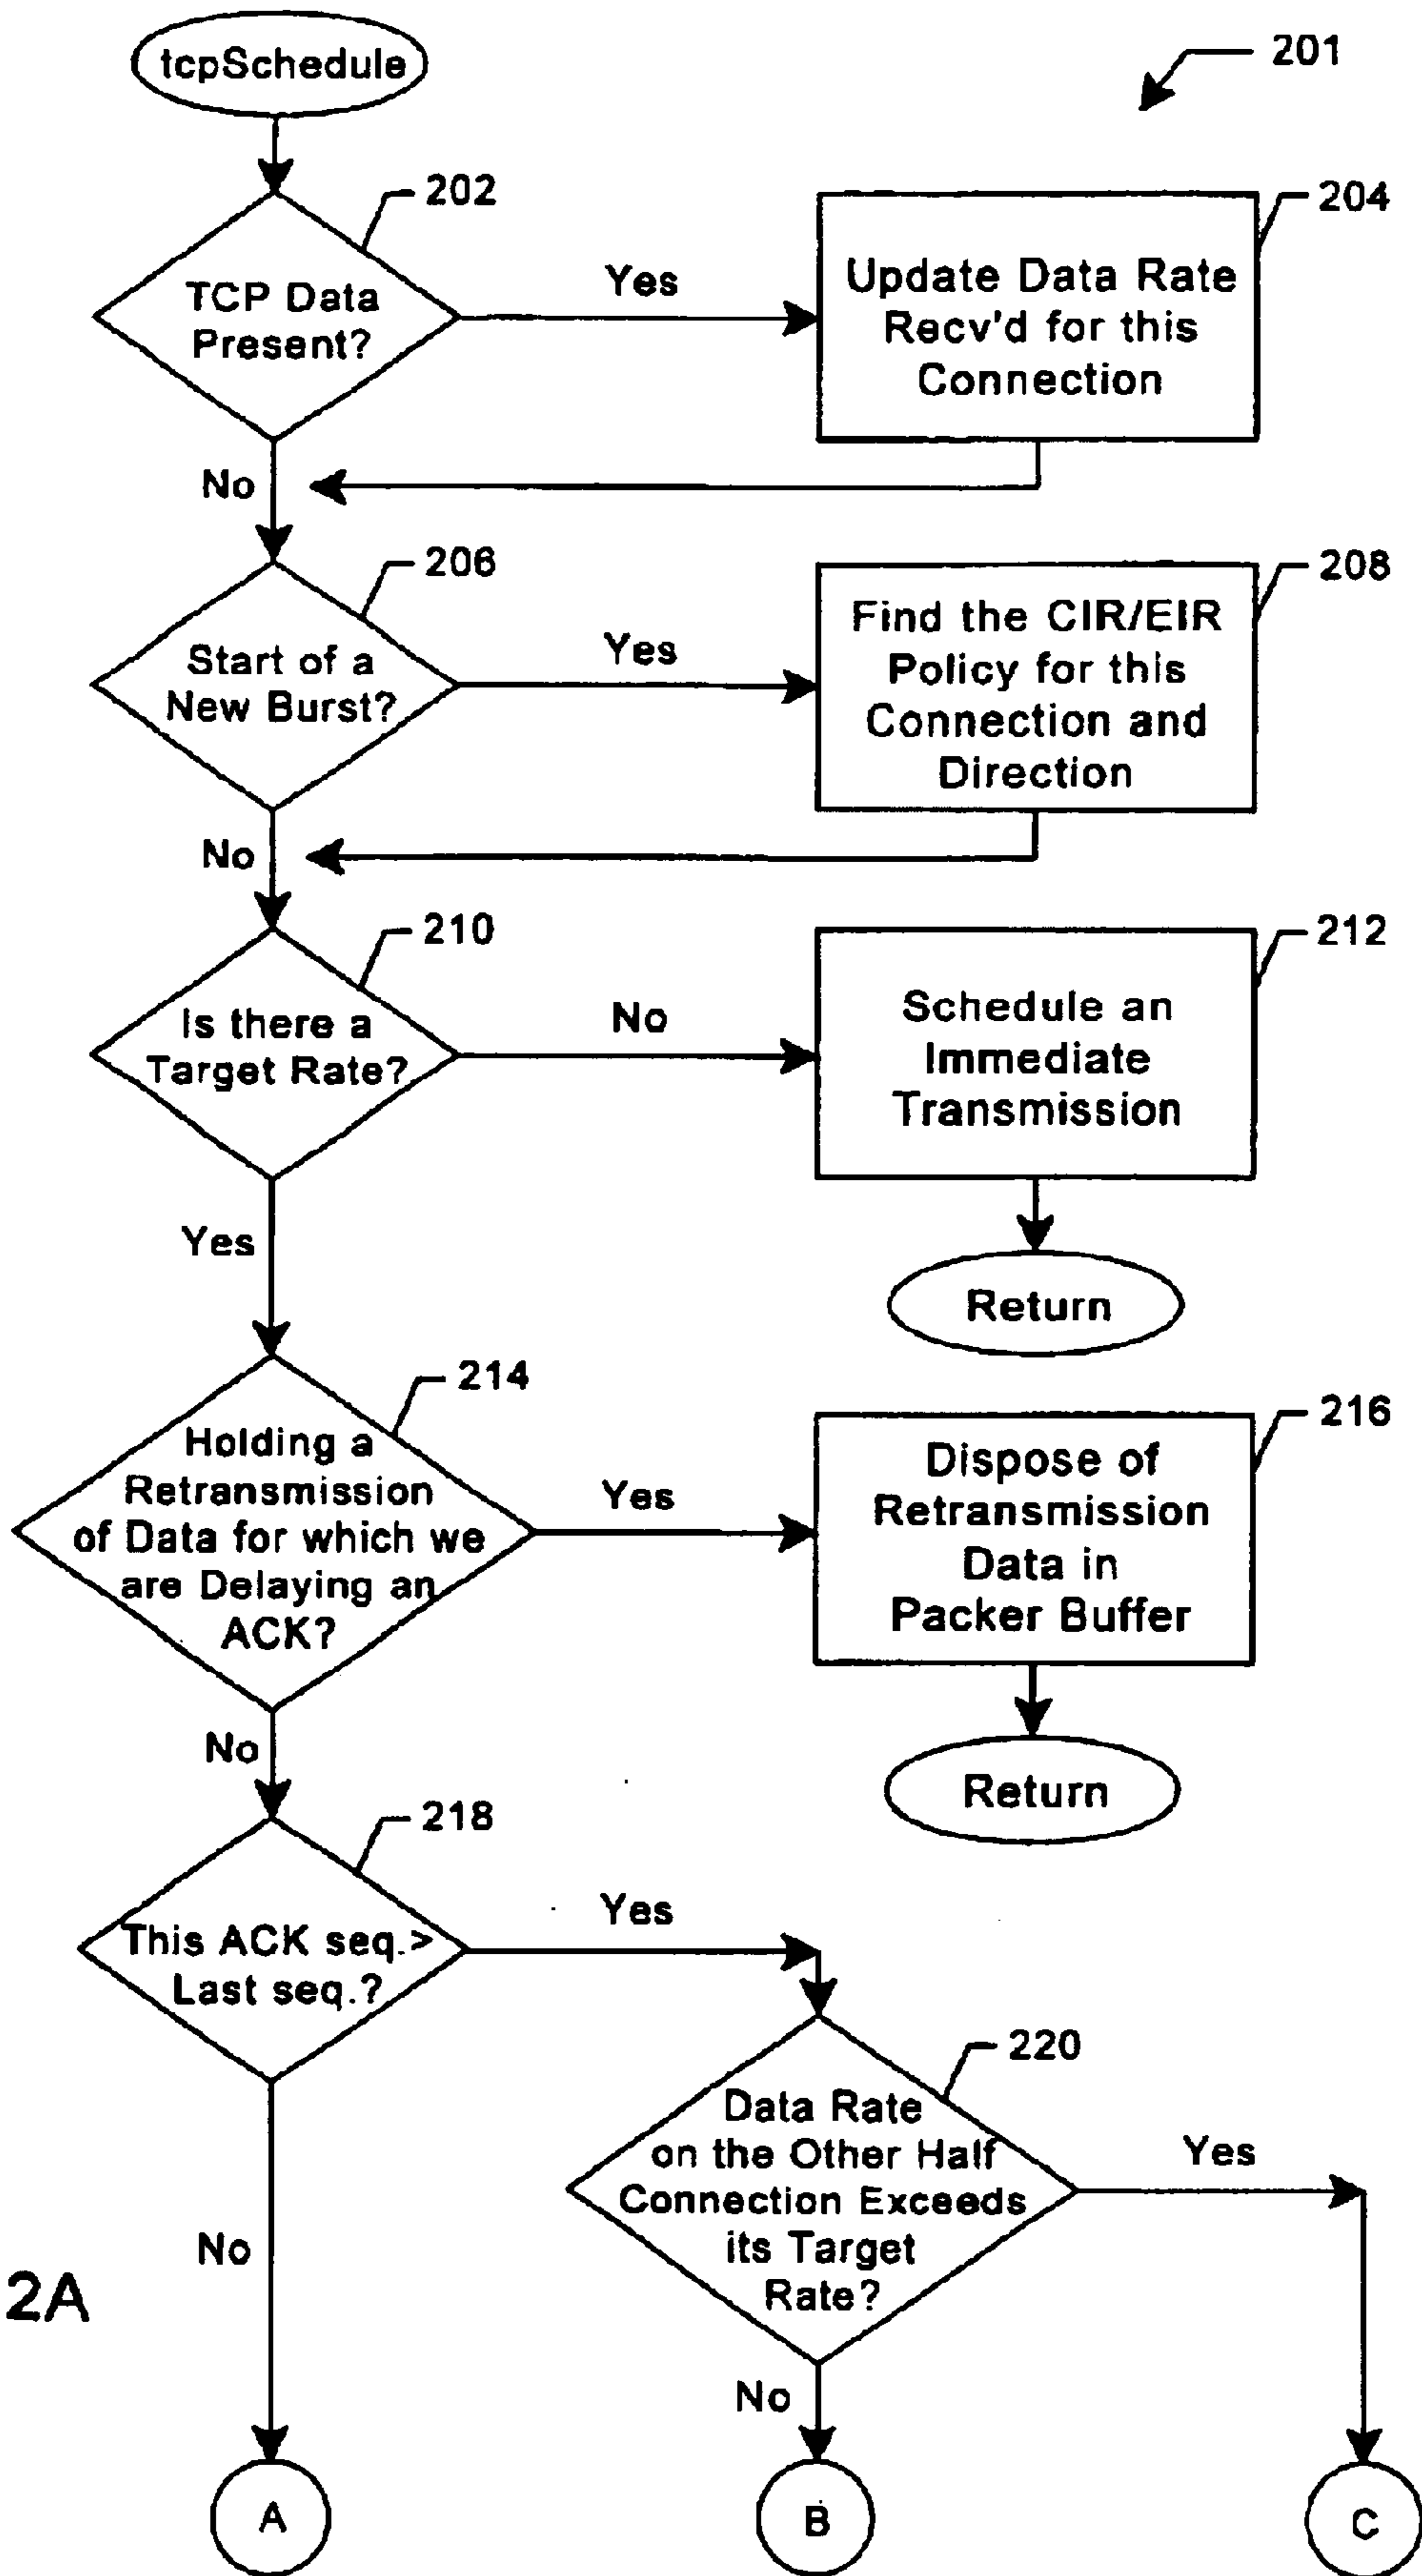 tcpSchedule
201
202
TCP Data
Present?
Yes
204
Update Data Rate
Recv'd for this
Connection
No
206
Start of a
New Burst?
Yes
208
Find the CIR/EIR
Policy for this
Connection and
Direction
No
210
Is there a
Target Rate?
No
212
Schedule an
Immediate
Transmission
Yes
Return
214
Holding a
Retransmission
of Data for which we
are Delaying an
ACK?
Yes
216
Dispose of
Retransmission
Data in
Packer Buffer
No
Return
218
This ACK seq.>
Last seq.?
Yes
220
Data Rate
on the Other Half
Connection Exceeds
its Target
Rate?
Yes
No
2A
No
A
B
C